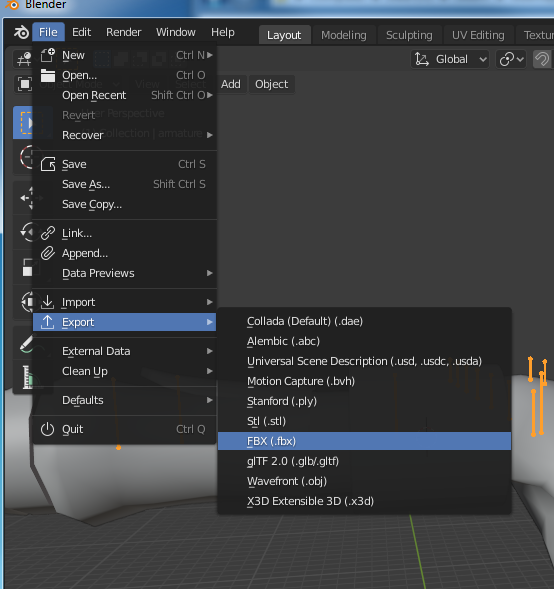 Blender
File Edit Render Window Help Layout Modeling Sculpting UV Editing
Global
Add Object
New Ctrl N
Open... Ctrl O
Open Recent Shift Ctrl O
Revert
Recover
Save Ctrl S
Save As... Shift Ctrl S
Save Copy...
Link...
Append...
Data Previews
Import
Export
External Data
Clean Up
Defaults
Quit Ctrl Q
Collada (Default) (.dae)
Alembic (.abc)
Universal Scene Description (.usd, .usdc, .usda)
Motion Capture (.bvh)
Stanford (.ply)
Stl (.stl)
FBX (.fbx)
glTF 2.0 (.glb/.gltf)
Wavefront (.obj)
X3D Extensible 3D (.x3d)